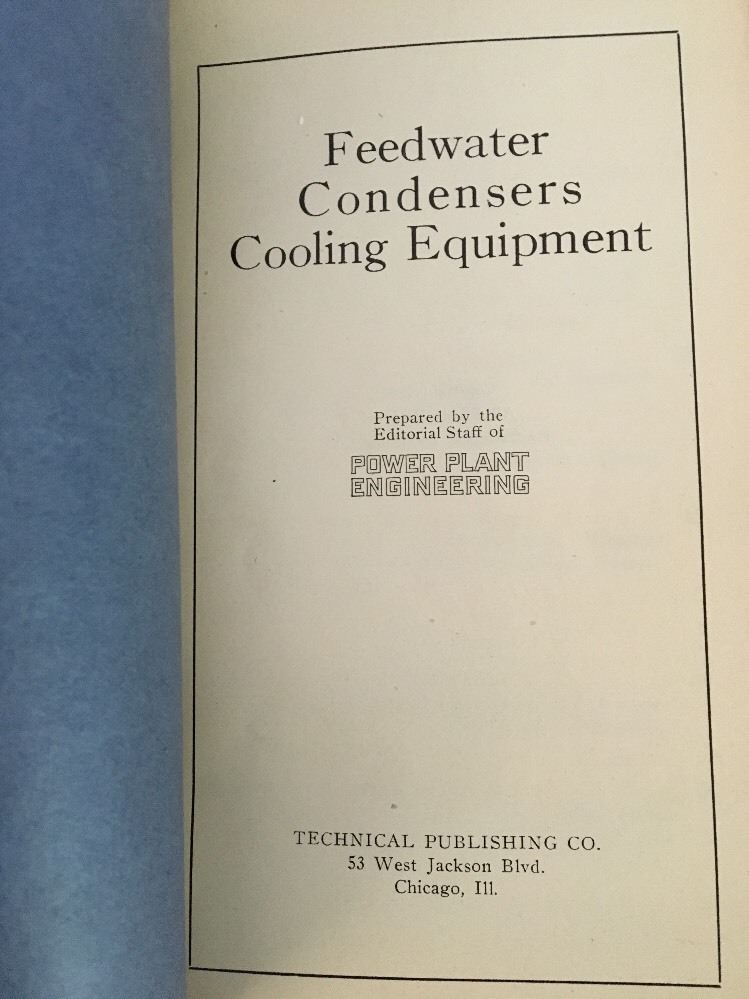 Feedwater
Condensers
Cooling Equipment
Prepared by the
Editorial Staff of
POWER PLANT
ENGINEERING
TECHNICAL PUBLISHING CO.
53 West Jackson Blvd.
Chicago, Ill.